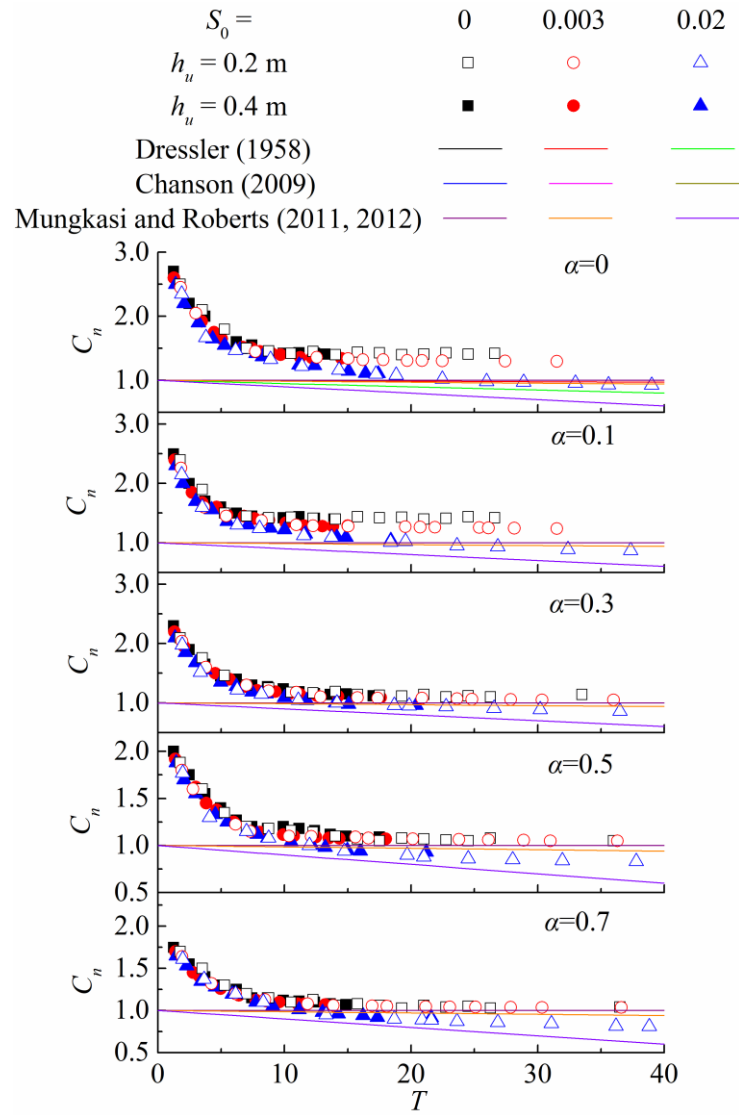 S₀ = 0 0.003 0.02
hᵤ = 0.2 m
hᵤ = 0.4 m
Dressler (1958)
Chanson (2009)
Mungkasi and Roberts (2011, 2012)
3.0
α=0
2.0
Cₙ
1.0
3.0
α=0.1
2.0
Cₙ
1.0
3.0
α=0.3
2.0
Cₙ
1.0
2.0
α=0.5
1.5
Cₙ
1.0
0.5
2.0
α=0.7
1.5
Cₙ
1.0
0.5
0 10 20 30 40
T